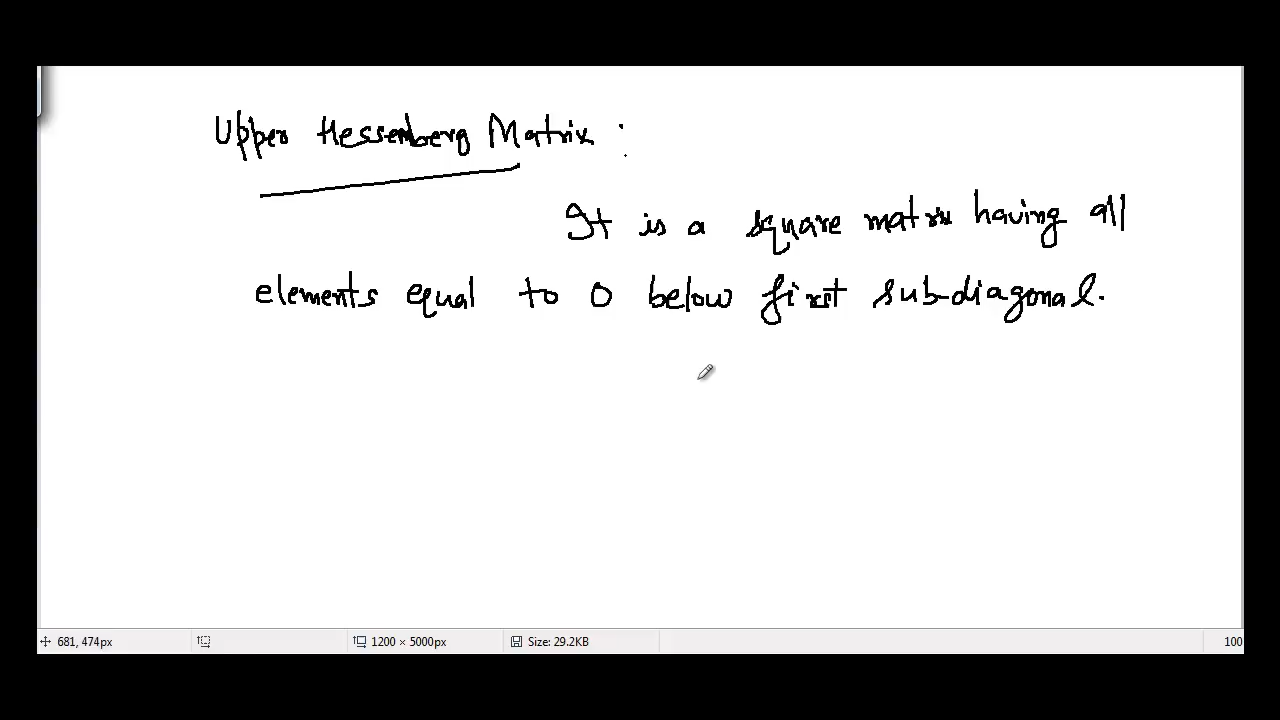 Upper Hessenberg Matrix :
It is a square matrix having all
elements equal to 0 below first sub-diagonal.
681, 474px 1200 × 5000px Size: 29.2KB 100